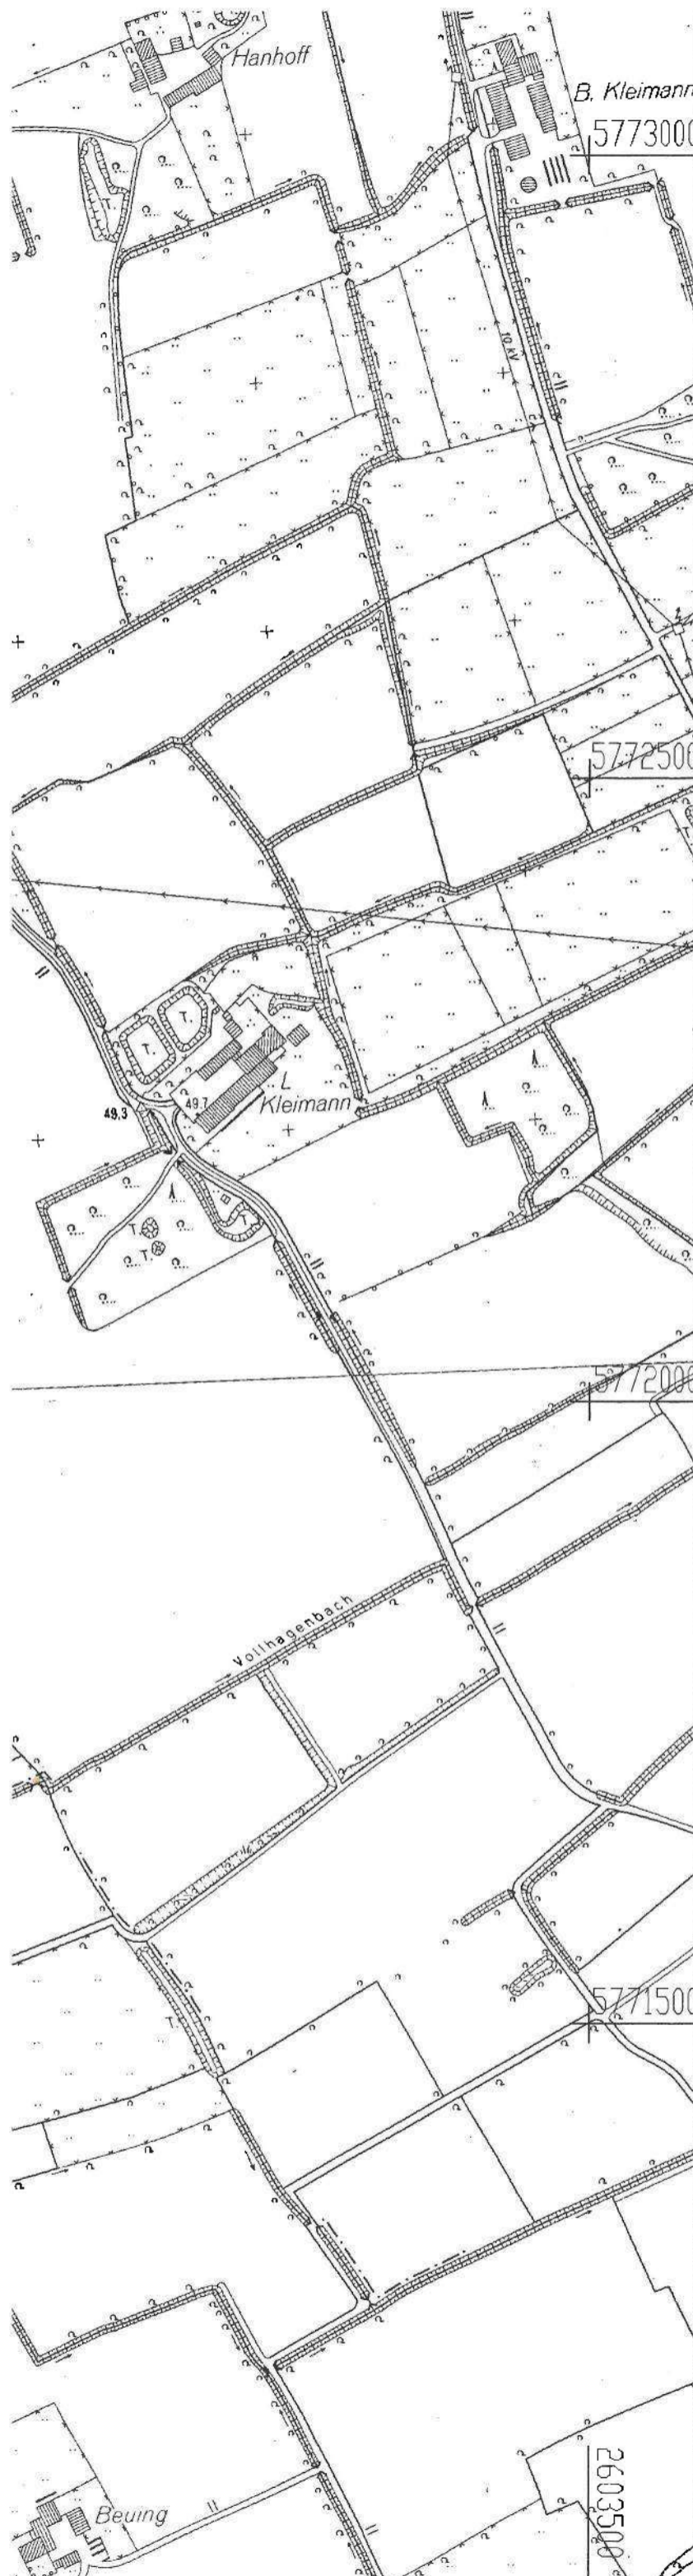 Hanhoff
B. Kleimann
5773000
T.
10 kV
5772500
T.
T.
T.
L
Kleimann
49.3
49.7
T.
T.
T.
5772000
Vollhagenbach
5771500
T.
2603500
Beuing